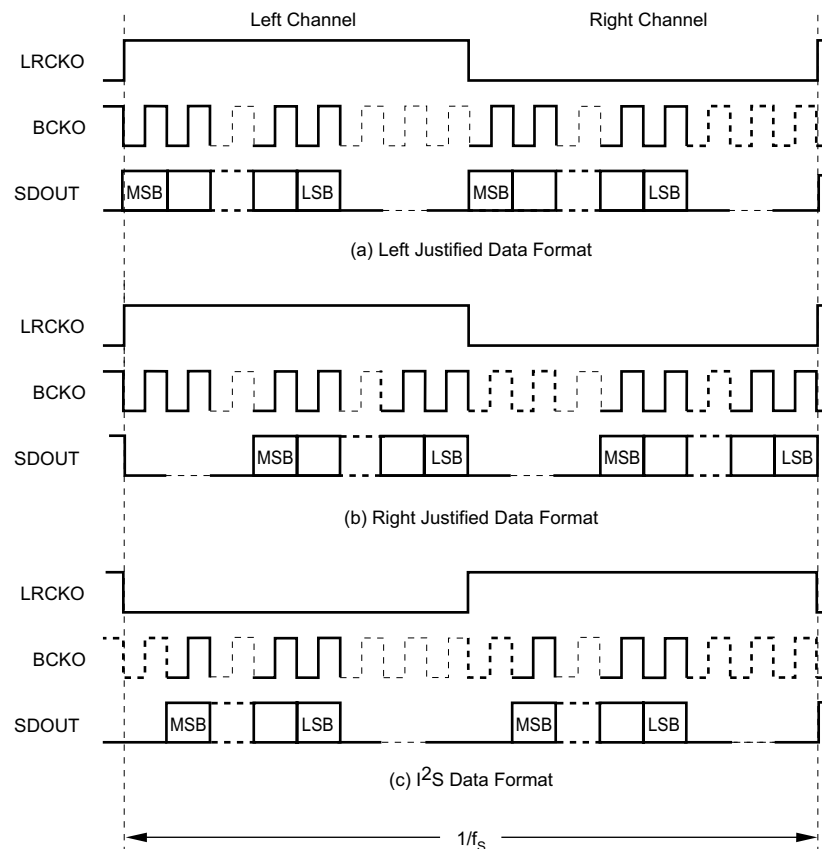 Left Channel Right Channel
LRCKO
BCKO
SDOUT MSB LSB MSB LSB
(a) Left Justified Data Format
LRCKO
BCKO
SDOUT MSB LSB MSB LSB
(b) Right Justified Data Format
LRCKO
BCKO
SDOUT MSB LSB MSB LSB
(c) I²S Data Format
1/fₛ